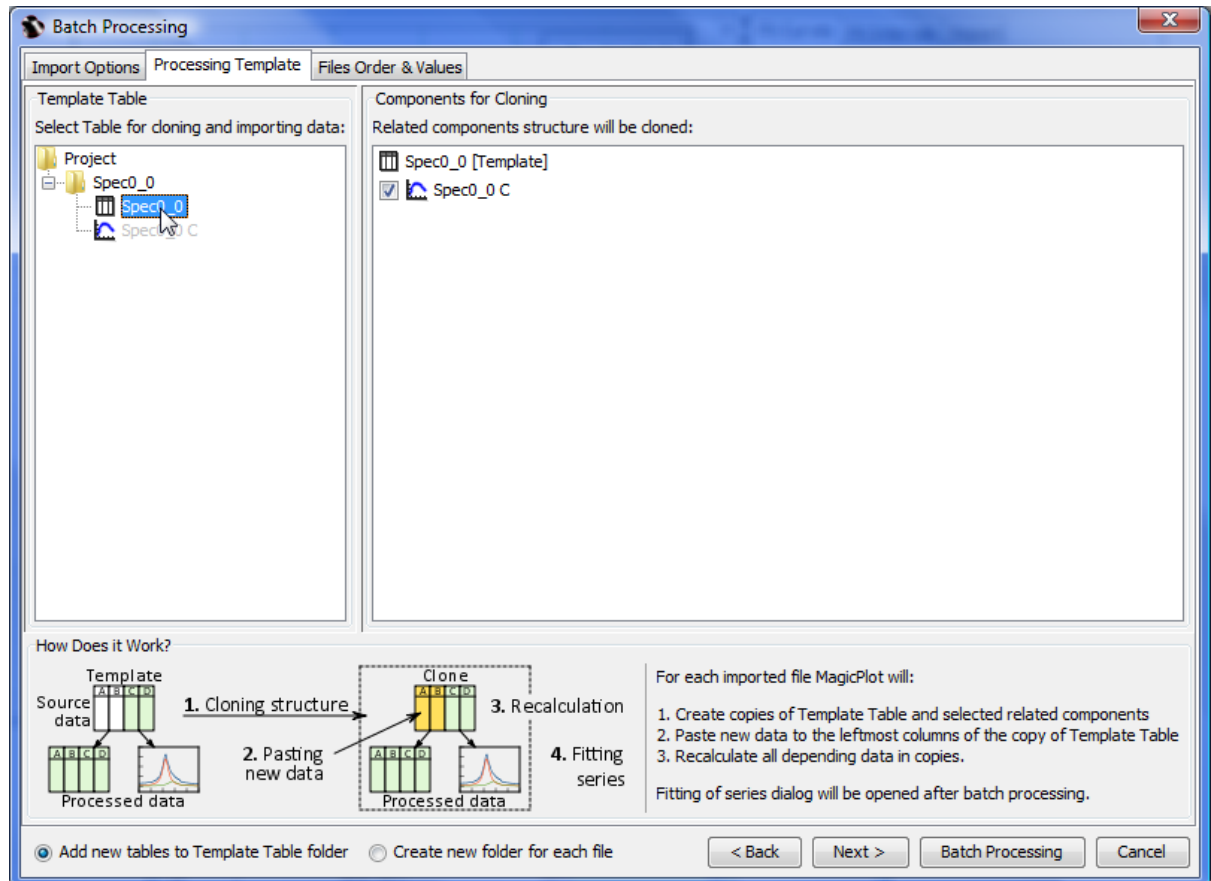 Batch Processing
Import Options Processing Template Files Order & Values
Template Table
Select Table for cloning and importing data:
Project
Spec0_0
Spec0_0
Spec0_0 C
Components for Cloning
Related components structure will be cloned:
Spec0_0 [Template]
Spec0_0 C
How Does it Work?
Template
A B C D
Source
data
1. Cloning structure
2. Pasting
new data
A B C D
Processed data
Clone
A B C D
3. Recalculation
A B C D
4. Fitting
series
Processed data
For each imported file MagicPlot will:
1. Create copies of Template Table and selected related components
2. Paste new data to the leftmost columns of the copy of Template Table
3. Recalculate all depending data in copies.
Fitting of series dialog will be opened after batch processing.
Add new tables to Template Table folder Create new folder for each file < Back Next > Batch Processing Cancel